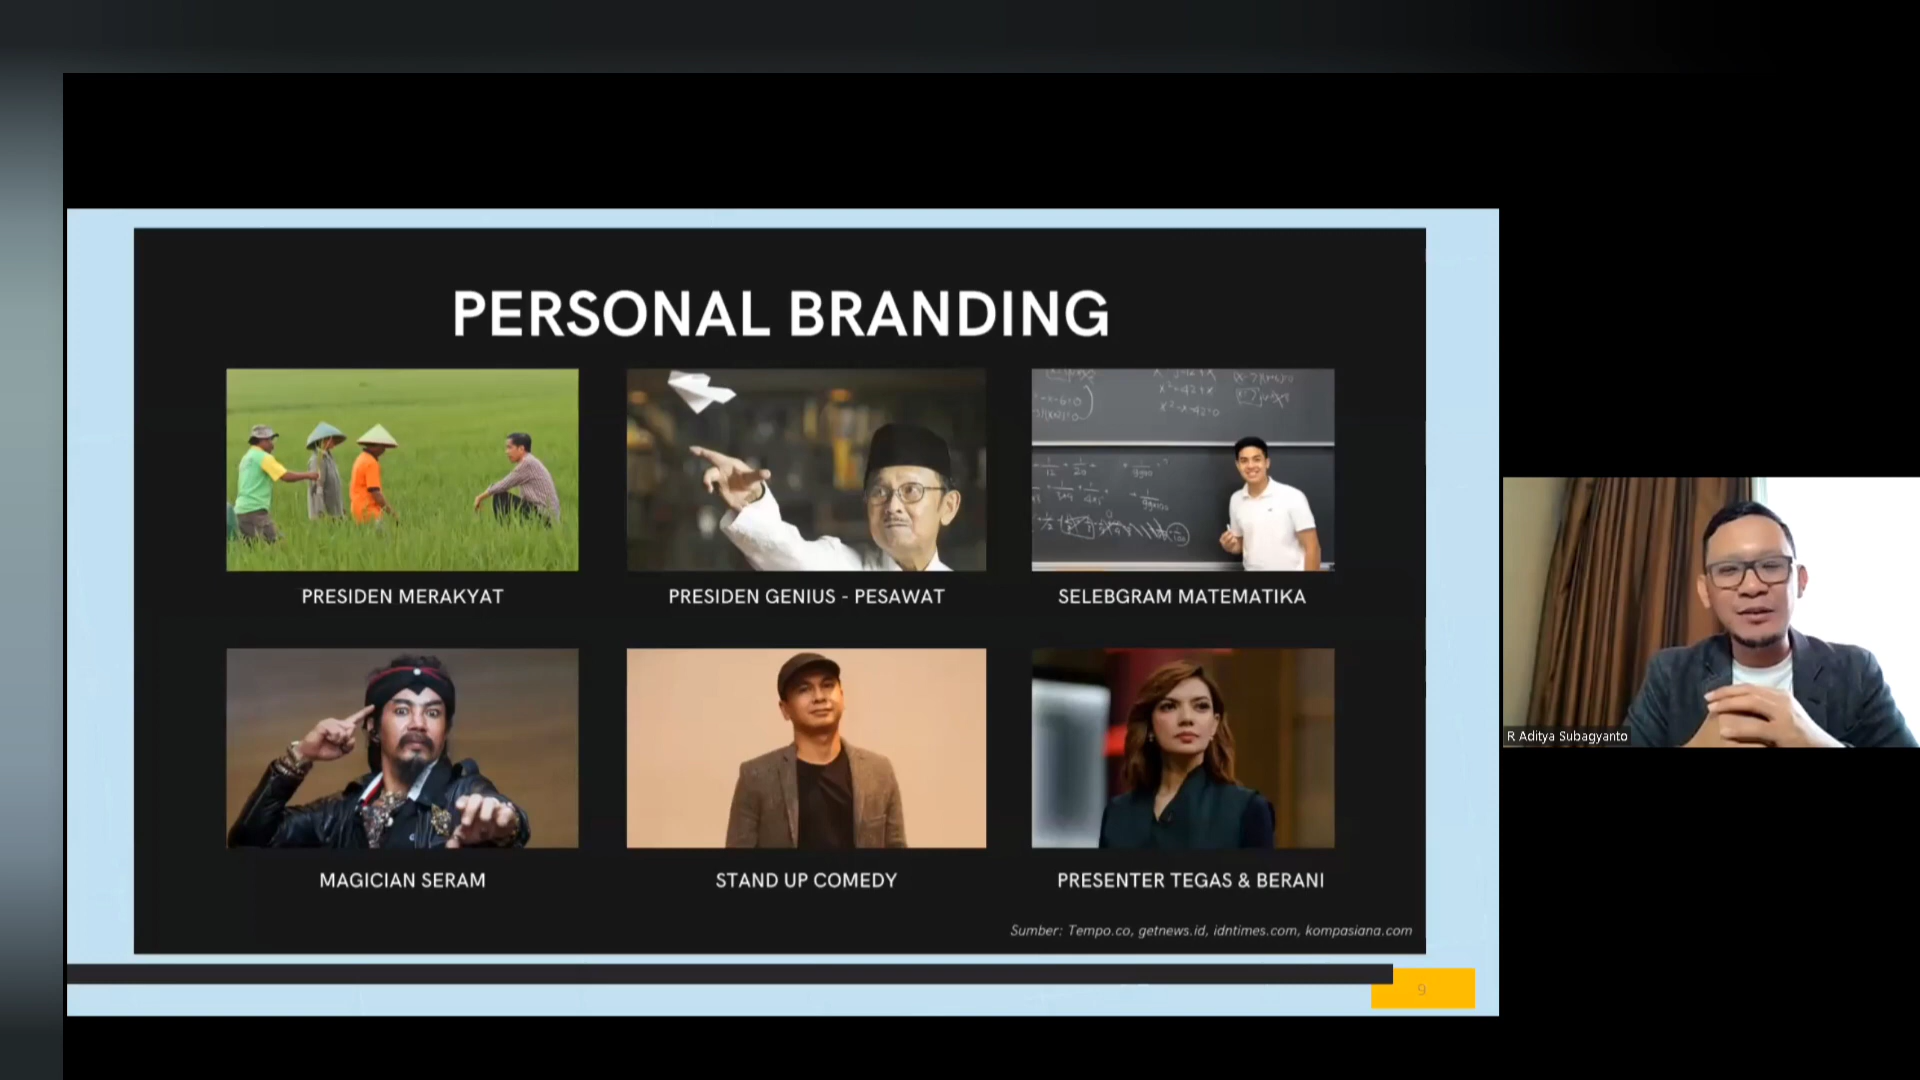 PERSONAL BRANDING
PRESIDEN MERAKYAT
PRESIDEN GENIUS - PESAWAT
SELEBGRAM MATEMATIKA
MAGICIAN SERAM
STAND UP COMEDY
PRESENTER TEGAS & BERANI
Sumber: Tempo.co, getnews.id, idntimes.com, kompasiana.com
9
R Aditya Subagyanto